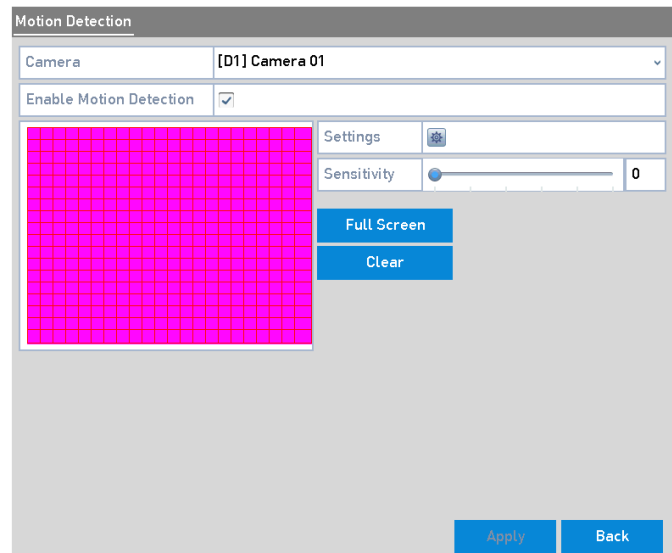 Motion Detection
Camera [D1] Camera 01
Enable Motion Detection
Settings
Sensitivity 0
Full Screen
Clear
Apply Back